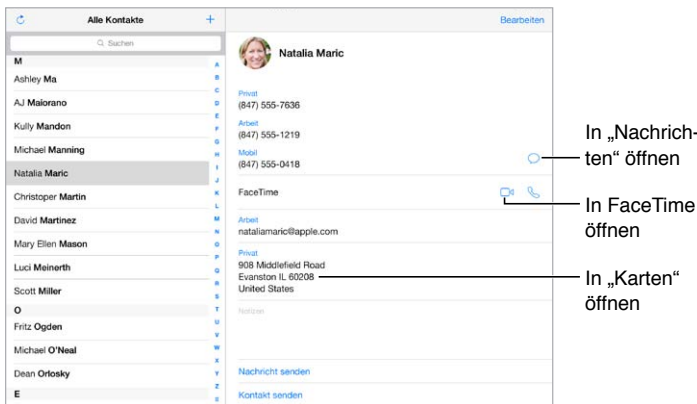 Alle Kontakte +
Suchen
M
Ashley Ma
AJ Maiorano
Kully Mandon
Michael Manning
Natalia Maric
Christoper Martin
David Martinez
Mary Ellen Mason
Luci Meinerth
Scott Miller
O
Fritz Ogden
Michael O'Neal
Dean Orlosky
E
A
B
C
D
E
F
G
H
I
J
K
L
M
N
O
P
Q
R
S
T
U
V
W
X
Y
Z
#
Bearbeiten
Natalia Maric
Privat
(847) 555-7636
Arbeit
(847) 555-1219
Mobil
(847) 555-0418
FaceTime
Arbeit
nataliamaric@apple.com
Privat
908 Middlefield Road
Evanston IL 60208
United States
Notizen
Nachricht senden
Kontakt senden
In „Nachrich-
ten“ öffnen
In FaceTime
öffnen
In „Karten“
öffnen